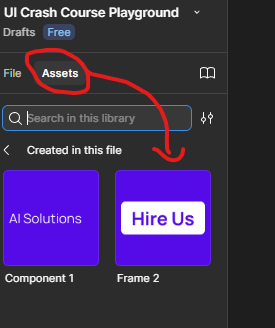 UI Crash Course Playground
Drafts Free
File Assets
Search in this library
Created in this file
AI Solutions
Hire Us
Component 1
Frame 2